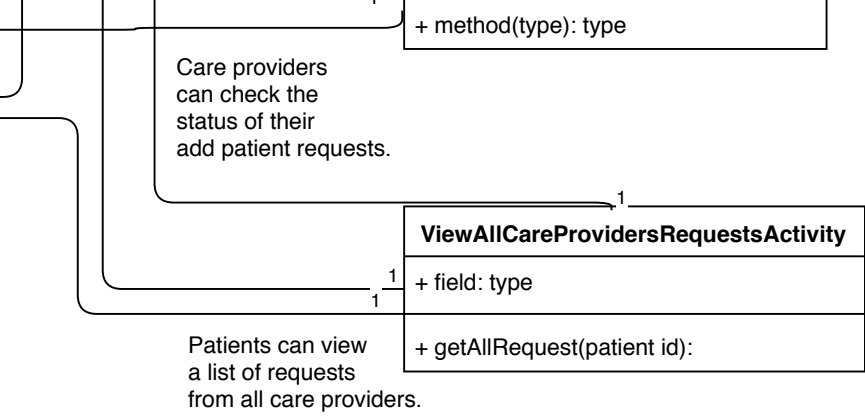 + method(type): type
Care providers
can check the
status of their
add patient requests.
1
ViewAllCareProvidersRequestsActivity
1
+ field: type
1
+ getAllRequest(patient id):
Patients can view
a list of requests
from all care providers.